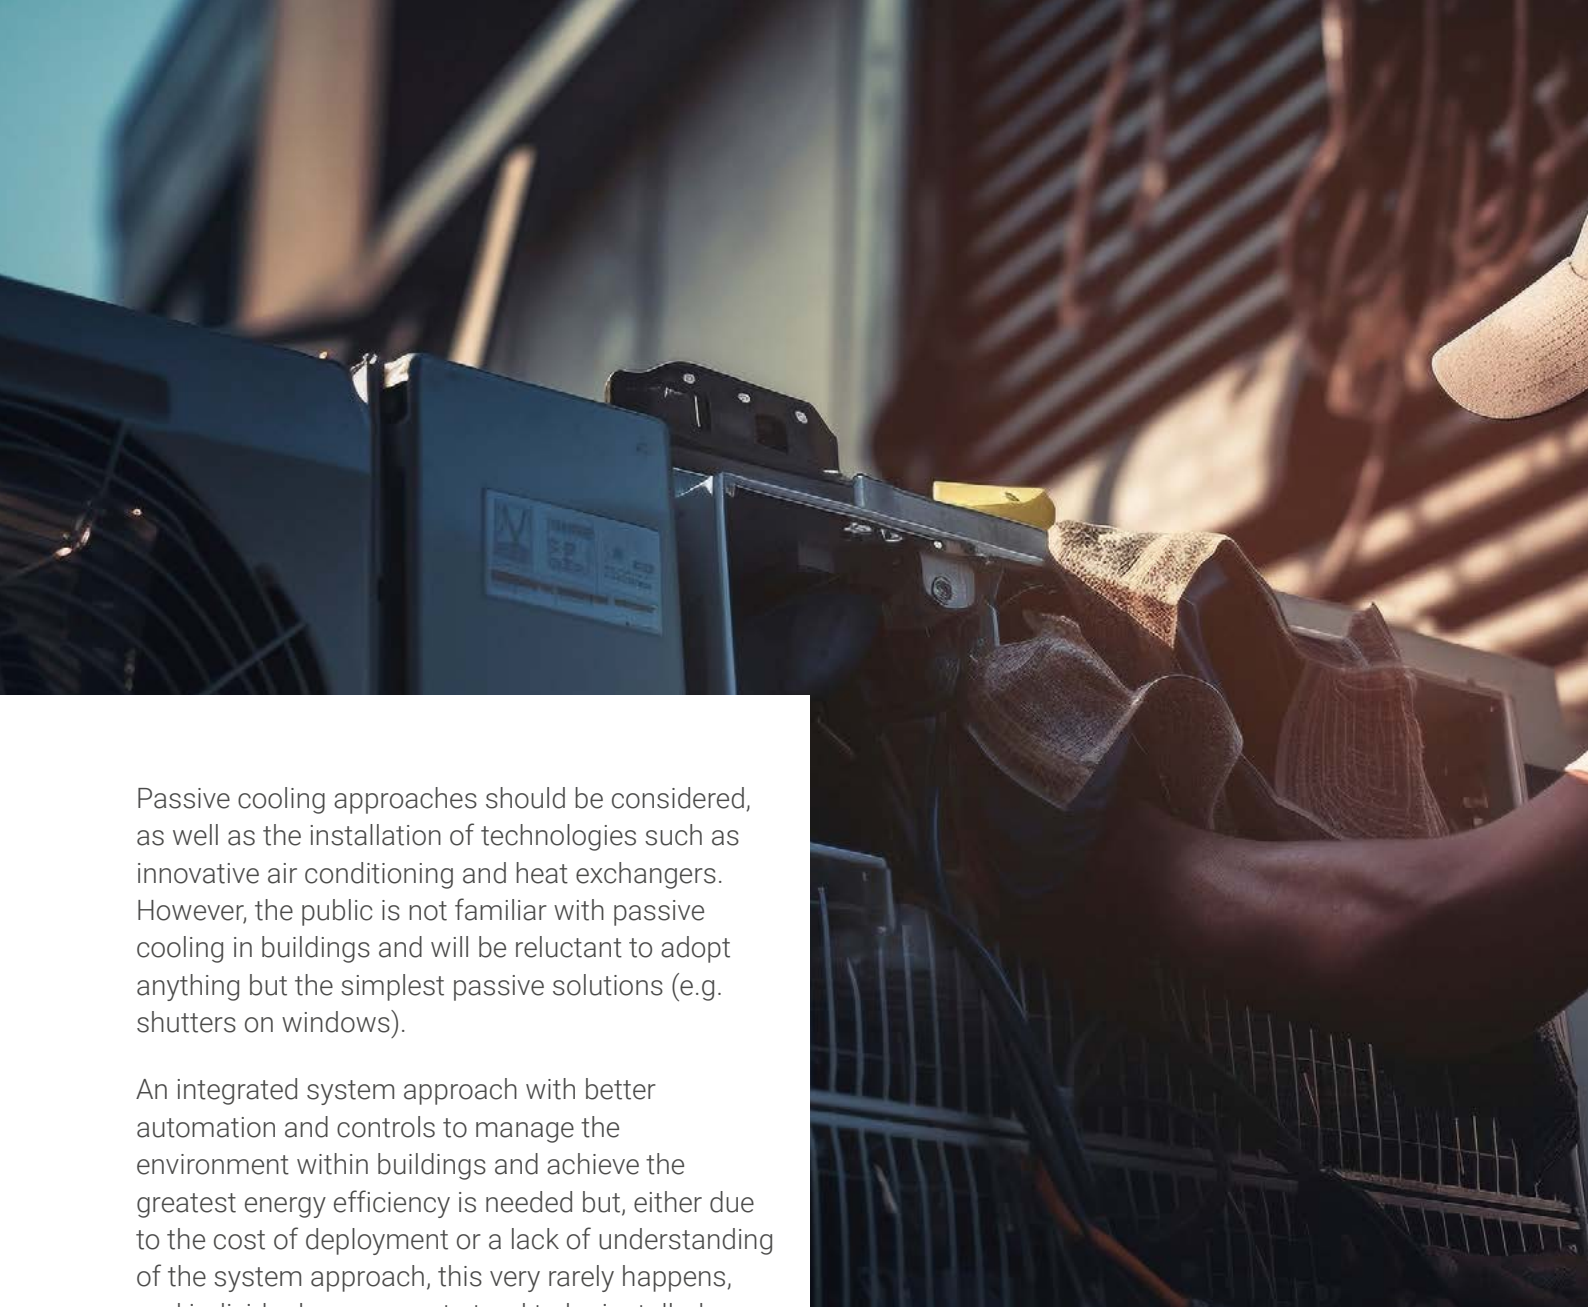 Passive cooling approaches should be considered,
as well as the installation of technologies such as
innovative air conditioning and heat exchangers.
However, the public is not familiar with passive
cooling in buildings and will be reluctant to adopt
anything but the simplest passive solutions (e.g.
shutters on windows).
An integrated system approach with better
automation and controls to manage the
environment within buildings and achieve the
greatest energy efficiency is needed but, either due
to the cost of deployment or a lack of understanding
of the system approach, this very rarely happens,